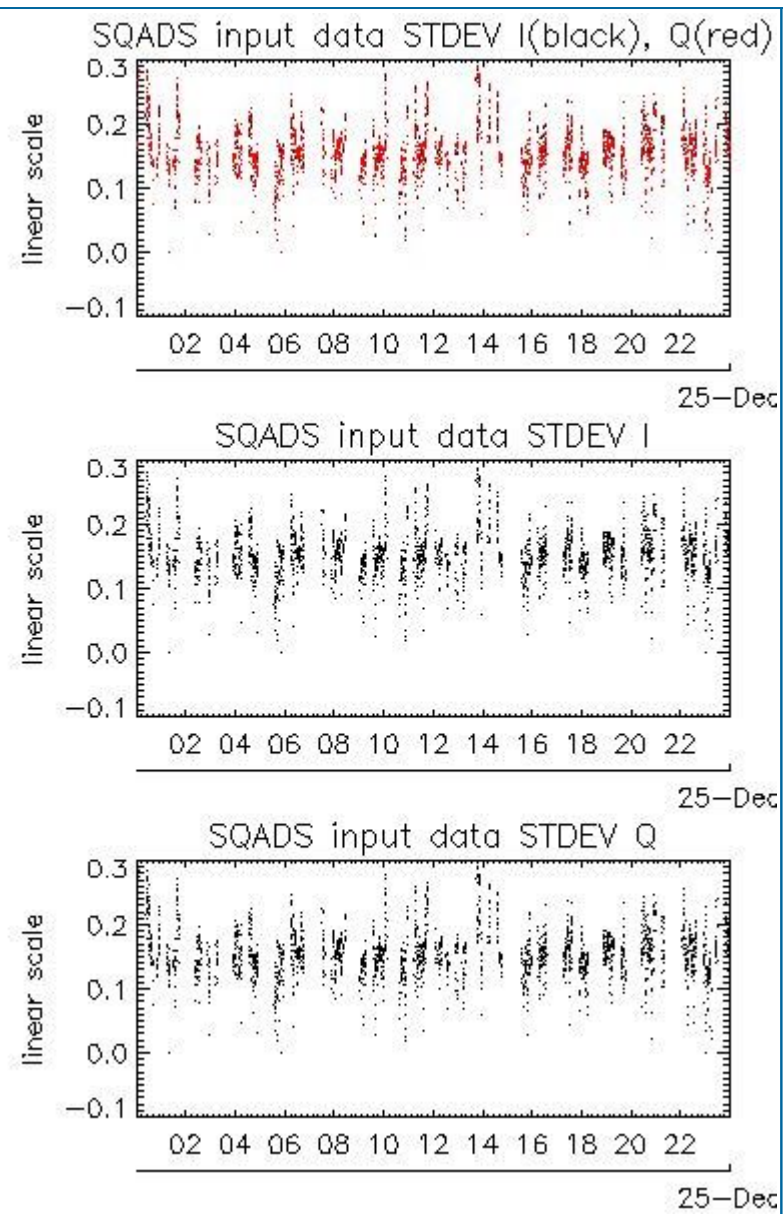 SQADS input data STDEV I(black), Q(red)
0.3
0.2
0.1
0.0
-0.1
linear scale
02 04 06 08 10 12 14 16 18 20 22
25-Dec
SQADS input data STDEV I
0.3
0.2
0.1
0.0
-0.1
linear scale
02 04 06 08 10 12 14 16 18 20 22
25-Dec
SQADS input data STDEV Q
0.3
0.2
0.1
0.0
-0.1
linear scale
02 04 06 08 10 12 14 16 18 20 22
25-Dec